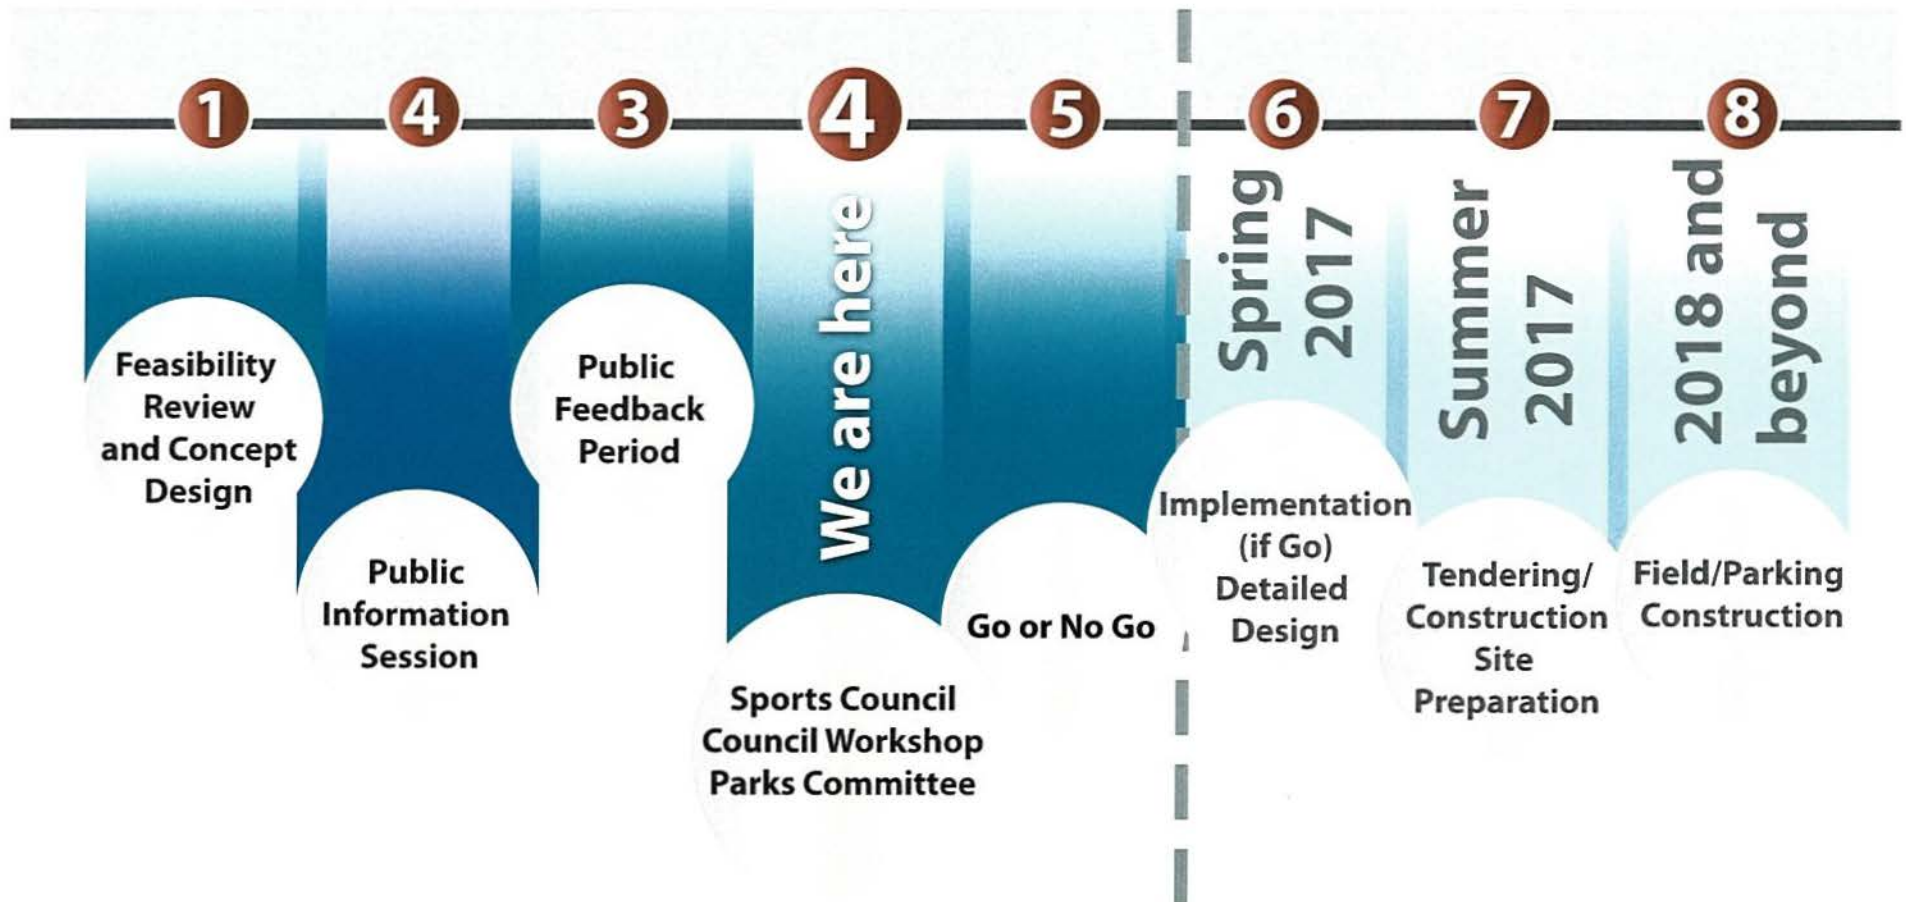 1
4
3
4
5
6
7
8
Feasibility
Review
and Concept
Design
Public
Information
Session
Public
Feedback
Period
We are here
Sports Council
Council Workshop
Parks Committee
Go or No Go
Spring
2017
Implementation
(if Go)
Detailed
Design
Summer
2017
Tendering/
Construction
Site
Preparation
2018 and
beyond
Field/Parking
Construction